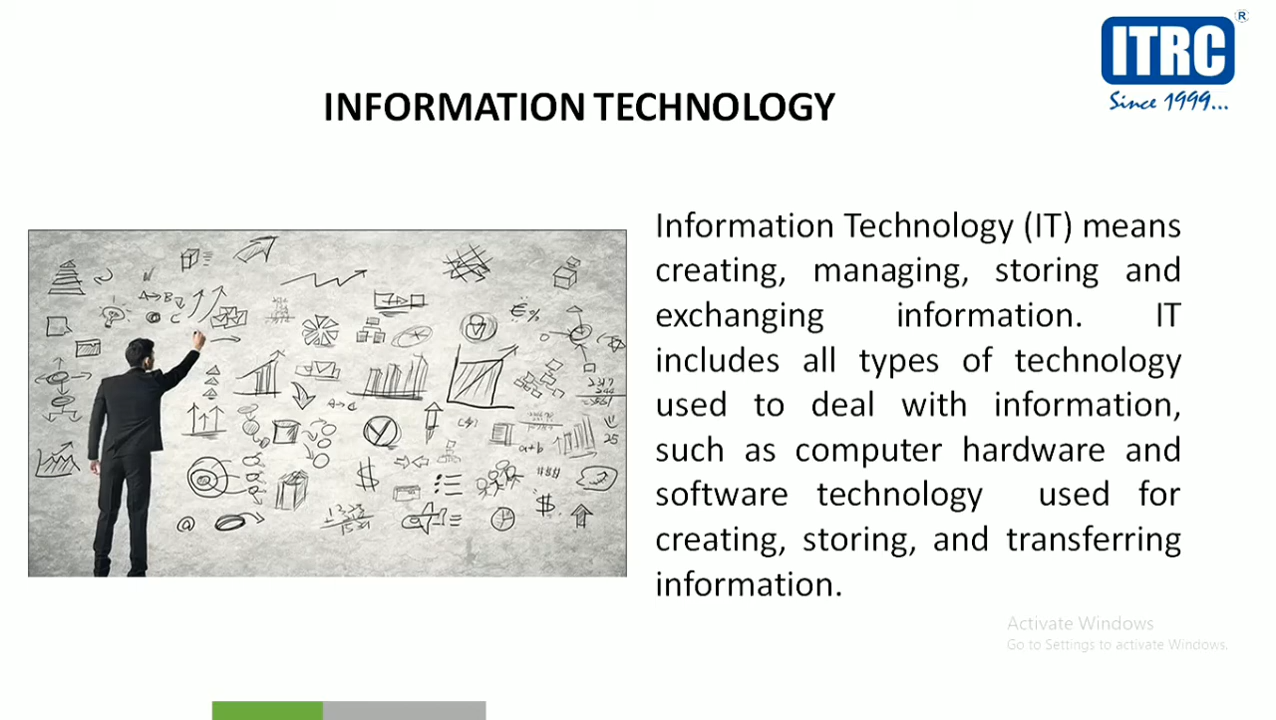 ITRC ®
Since 1999...
INFORMATION TECHNOLOGY
Information Technology (IT) means
creating, managing, storing and
exchanging information. IT
includes all types of technology
used to deal with information,
such as computer hardware and
software technology used for
creating, storing, and transferring
information.
Activate Windows
Go to Settings to activate Windows.